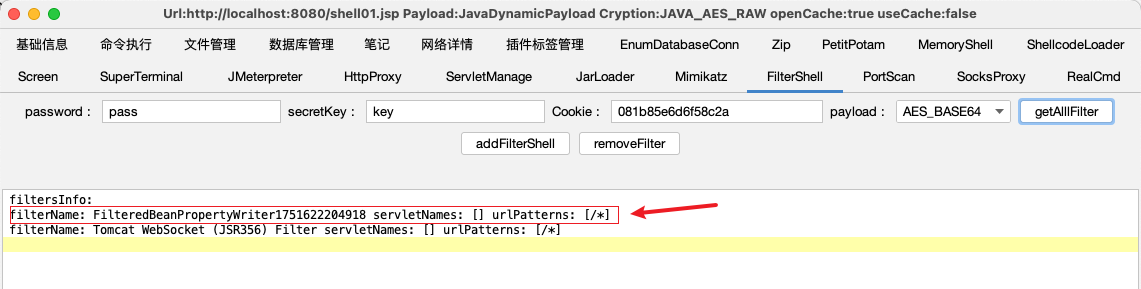 Url:http://localhost:8080/shell01.jsp Payload:JavaDynamicPayload Cryption:JAVA_AES_RAW openCache:true useCache:false
基础信息 命令执行 文件管理 数据库管理 笔记 网络详情 插件标签管理 EnumDatabaseConn Zip PetitPotam MemoryShell ShellcodeLoader
Screen SuperTerminal JMeterpreter HttpProxy ServletManage JarLoader Mimikatz FilterShell PortScan SocksProxy RealCmd
password : pass secretKey : key Cookie : 081b85e6d6f58c2a payload : AES_BASE64 getAlllFilter
addFilterShell removeFilter
filtersInfo:
filterName: FilteredBeanPropertyWriter1751622204918 servletNames: [] urlPatterns: [/*]
filterName: Tomcat WebSocket (JSR356) Filter servletNames: [] urlPatterns: [/*]